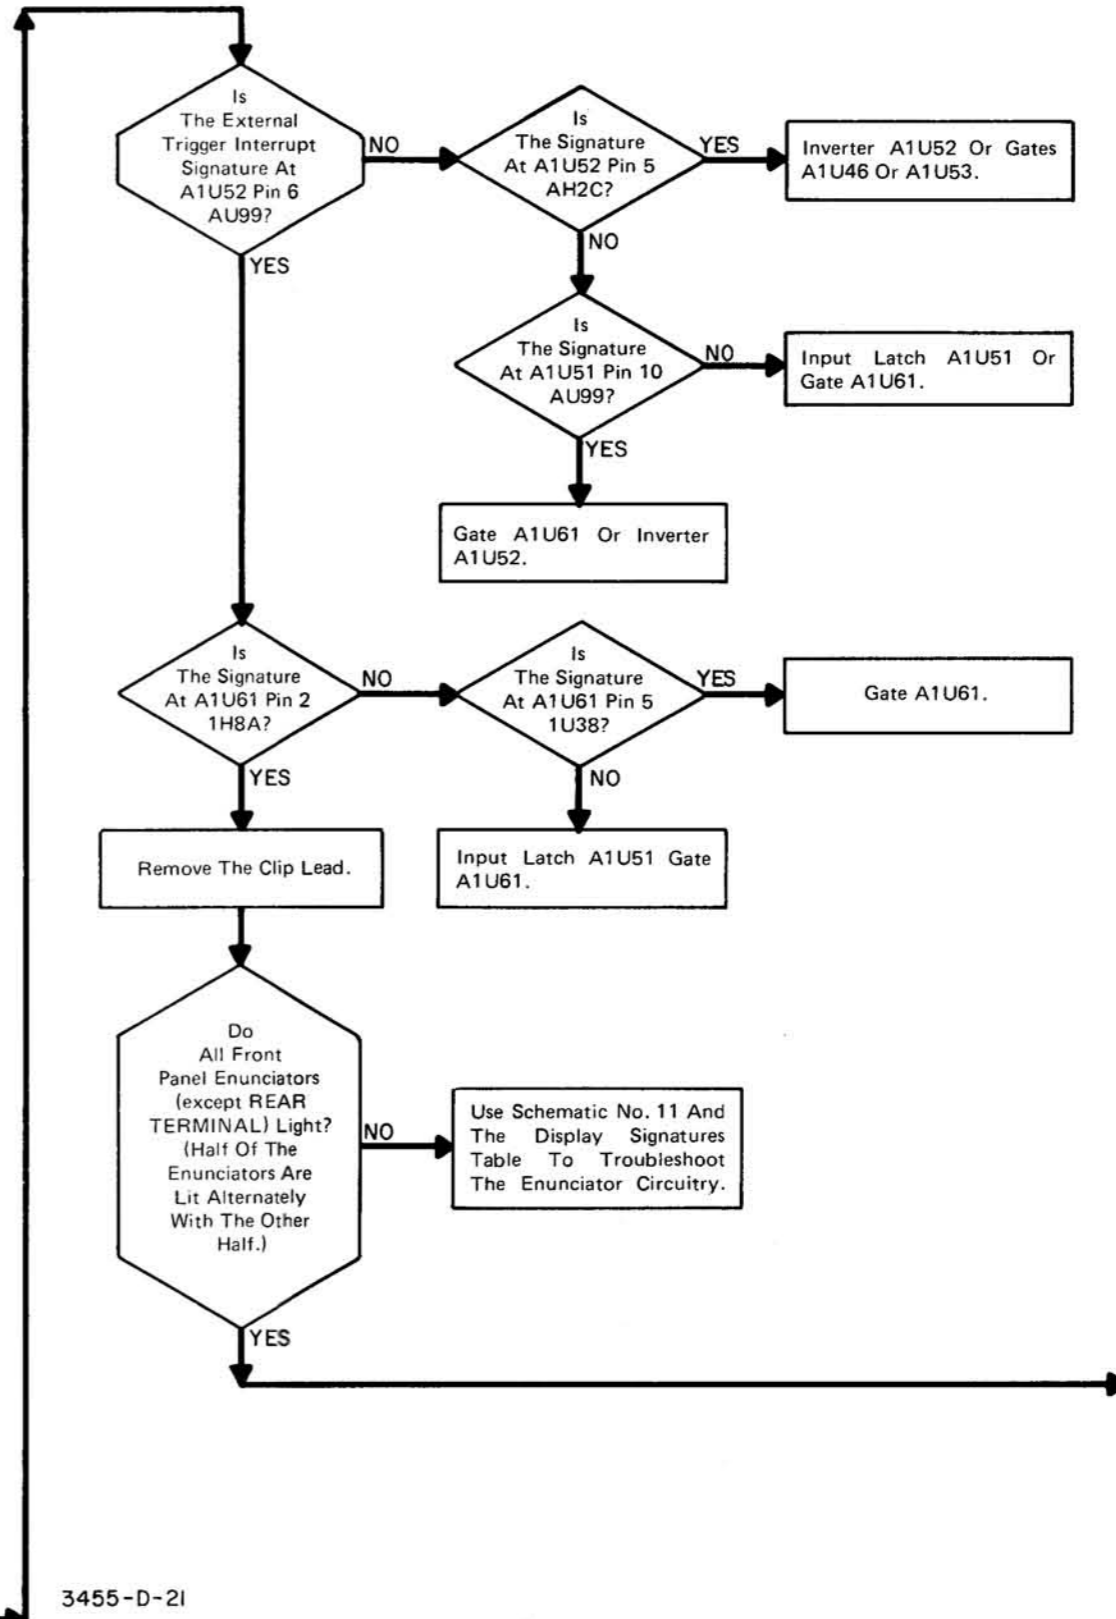 Is
The External
Trigger Interrupt
Signature At
A1U52 Pin 6
AU99?
NO
YES
Is
The Signature
At A1U52 Pin 5
AH2C?
YES
NO
Inverter A1U52 Or Gates
A1U46 Or A1U53.
Is
The Signature
At A1U51 Pin 10
AU99?
NO
YES
Input Latch A1U51 Or
Gate A1U61.
Gate A1U61 Or Inverter
A1U52.
Is
The Signature
At A1U61 Pin 2
1H8A?
NO
YES
Is
The Signature
At A1U61 Pin 5
1U38?
YES
NO
Gate A1U61.
Input Latch A1U51 Gate
A1U61.
Remove The Clip Lead.
Do
All Front
Panel Enunciators
(except REAR
TERMINAL) Light?
(Half Of The
Enunciators Are
Lit Alternately
With The Other
Half.)
NO
YES
Use Schematic No. 11 And
The Display Signatures
Table To Troubleshoot
The Enunciator Circuitry.
3455-D-21